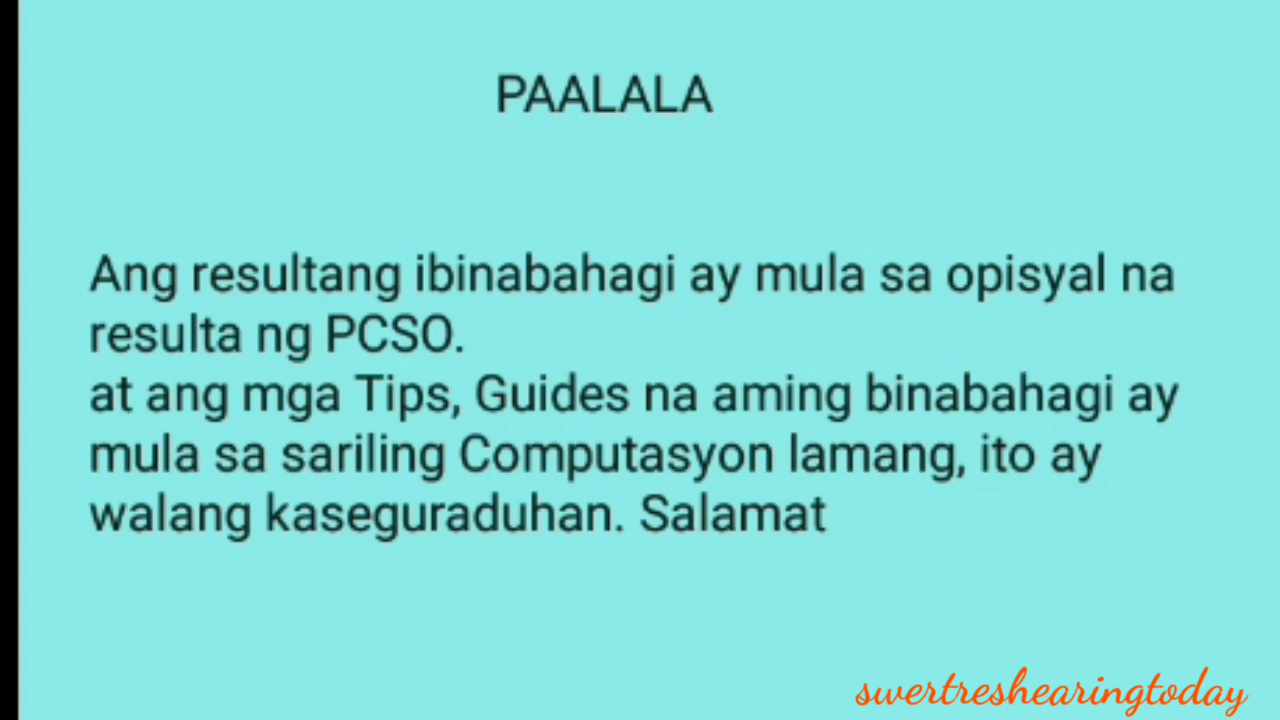 PAALALA
Ang resultang ibinabahagi ay mula sa opisyal na
resulta ng PCSO.
at ang mga Tips, Guides na aming binabahagi ay
mula sa sariling Computasyon lamang, ito ay
walang kaseguraduhan. Salamat
swertreshearingtoday